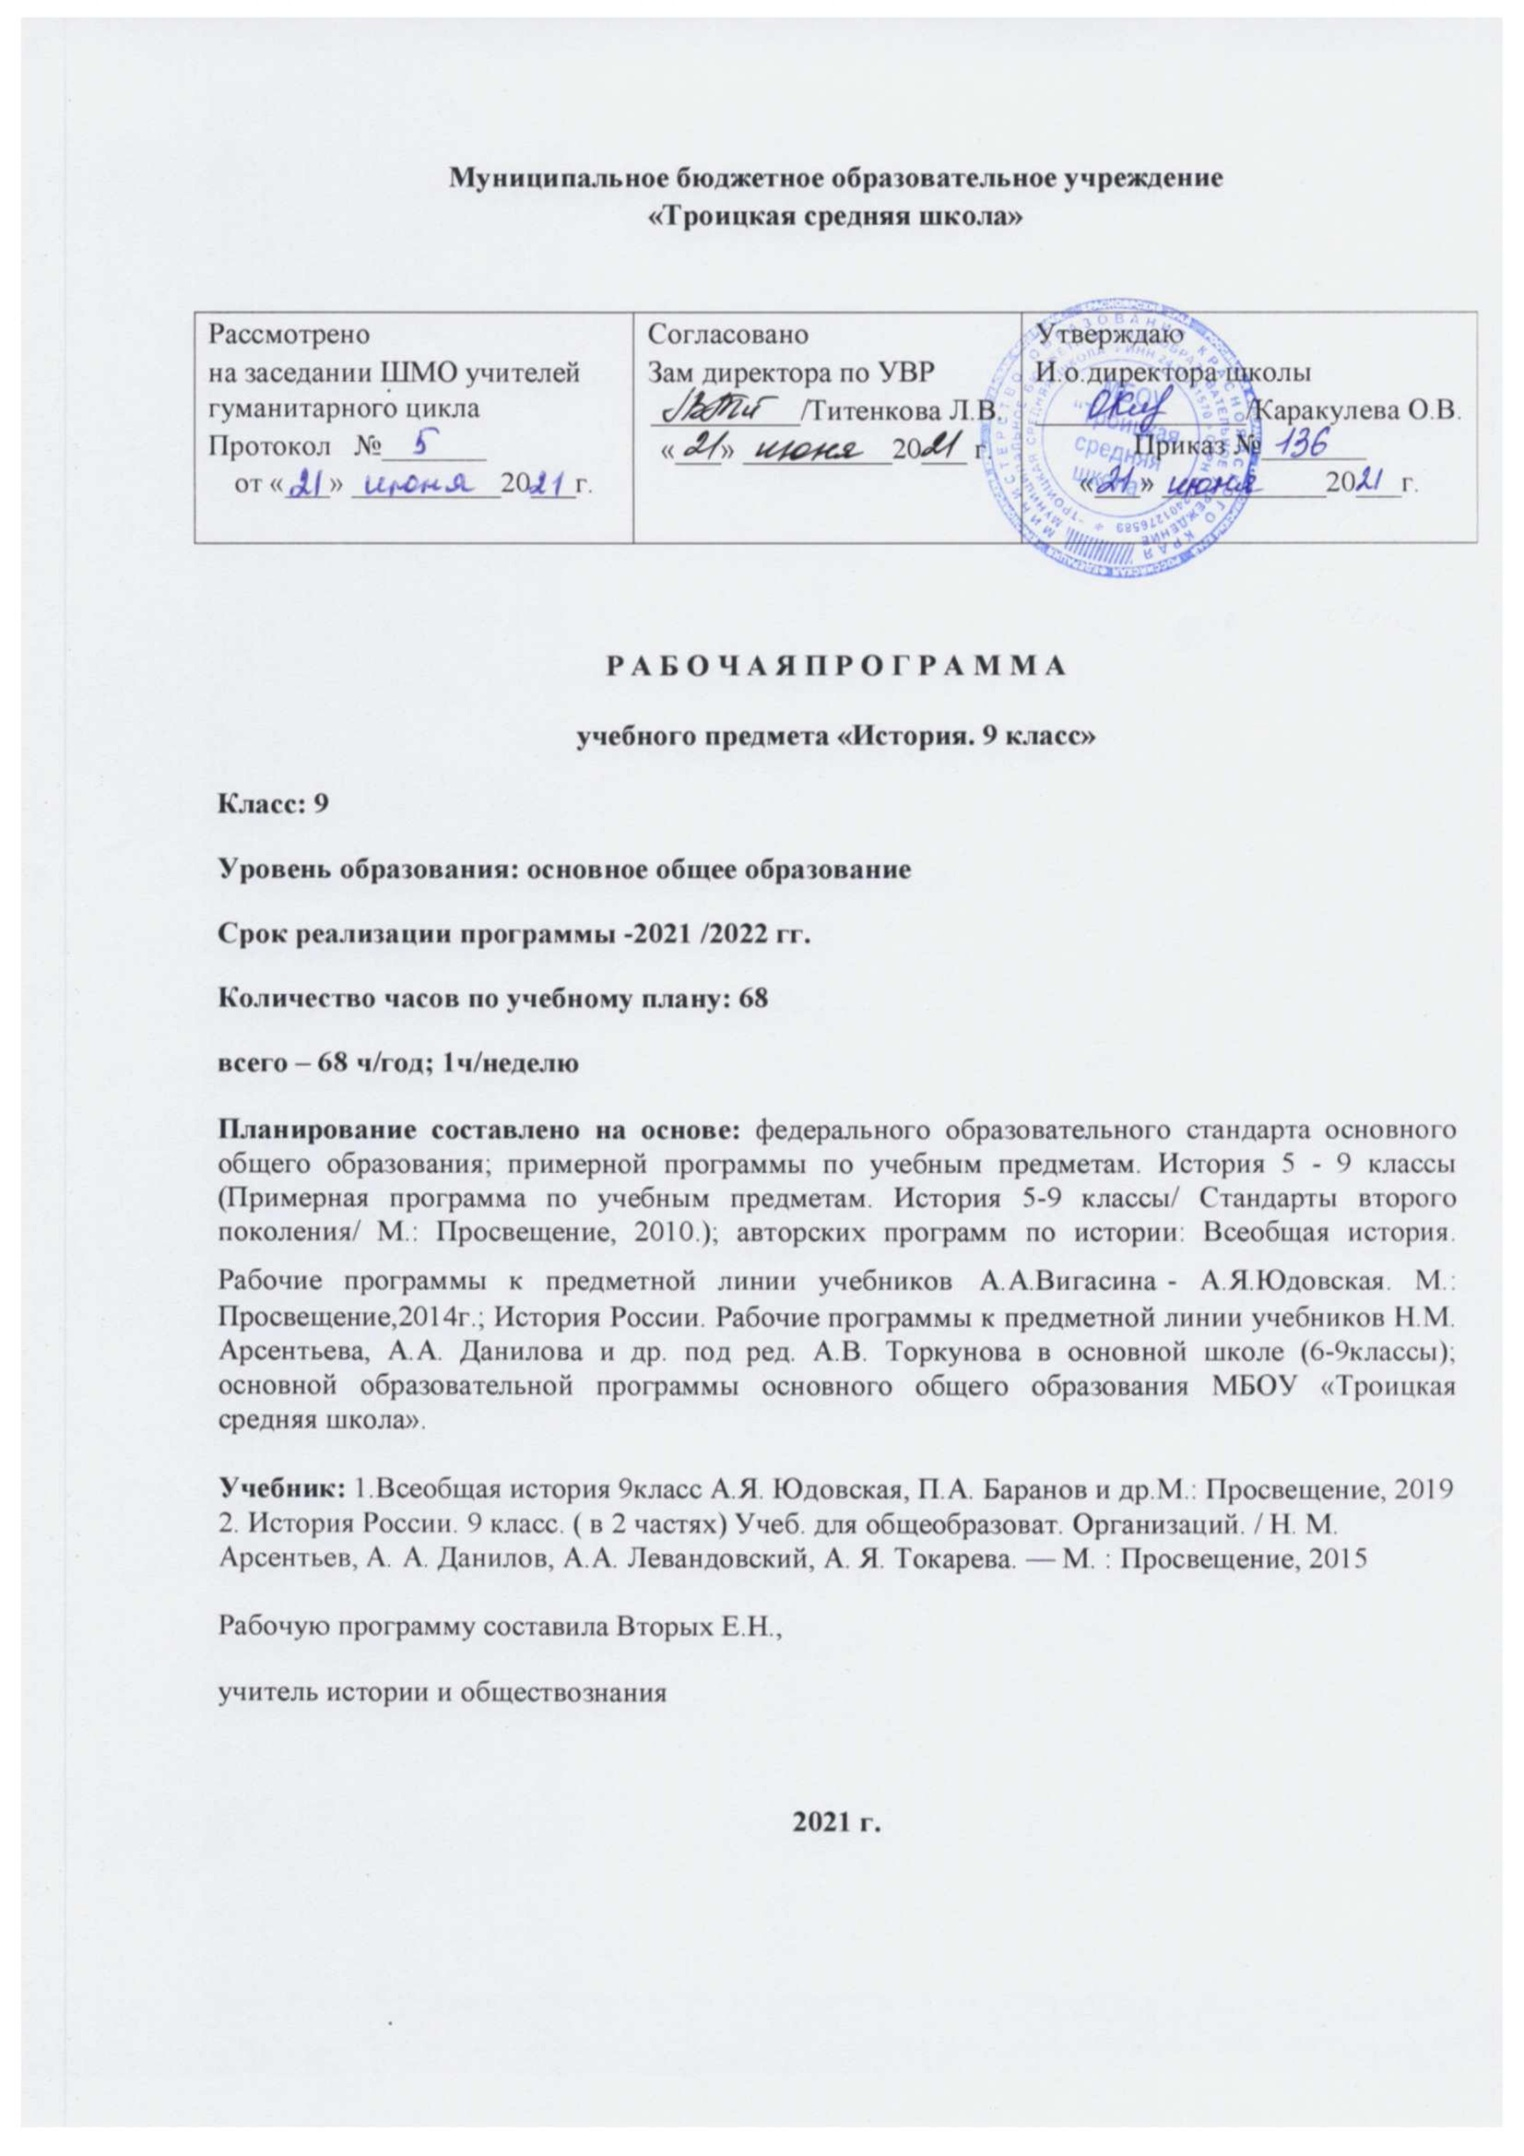 Муниципальное бюджетное образовательное учреждение
«Троицкая средняя школа»
Рассмотрено
на заседании ШМО учителей
гуманитарного цикла
Протокол № 5
от «21» июня 2021 г.
Согласовано
Зам директора по УВР
/Титенкова Л.В.
«21» июня 2021 г.
Утверждаю
И.о.директора школы
/Каракулева О.В.
Приказ № 136
«21» июня 2021 г.
МБОУ
"Троицкая
средняя
школа"
Р А Б О Ч А Я П Р О Г Р А М М А
учебного предмета «История. 9 класс»
Класс: 9
Уровень образования: основное общее образование
Срок реализации программы -2021 /2022 гг.
Количество часов по учебному плану: 68
всего – 68 ч/год; 1ч/неделю
Планирование составлено на основе: федерального образовательного стандарта основного
общего образования; примерной программы по учебным предметам. История 5 - 9 классы
(Примерная программа по учебным предметам. История 5-9 классы/ Стандарты второго
поколения/ М.: Просвещение, 2010.); авторских программ по истории: Всеобщая история.
Рабочие программы к предметной линии учебников А.А.Вигасина - А.Я.Юдовская. М.:
Просвещение,2014г.; История России. Рабочие программы к предметной линии учебников Н.М.
Арсентьева, А.А. Данилова и др. под ред. А.В. Торкунова в основной школе (6-9классы);
основной образовательной программы основного общего образования МБОУ «Троицкая
средняя школа».
Учебник: 1.Всеобщая история 9класс А.Я. Юдовская, П.А. Баранов и др.М.: Просвещение, 2019
2. История России. 9 класс. ( в 2 частях) Учеб. для общеобразоват. Организаций. / Н. М.
Арсентьев, А. А. Данилов, А.А. Левандовский, А. Я. Токарева. — М. : Просвещение, 2015
Рабочую программу составила Вторых Е.Н.,
учитель истории и обществознания
2021 г.